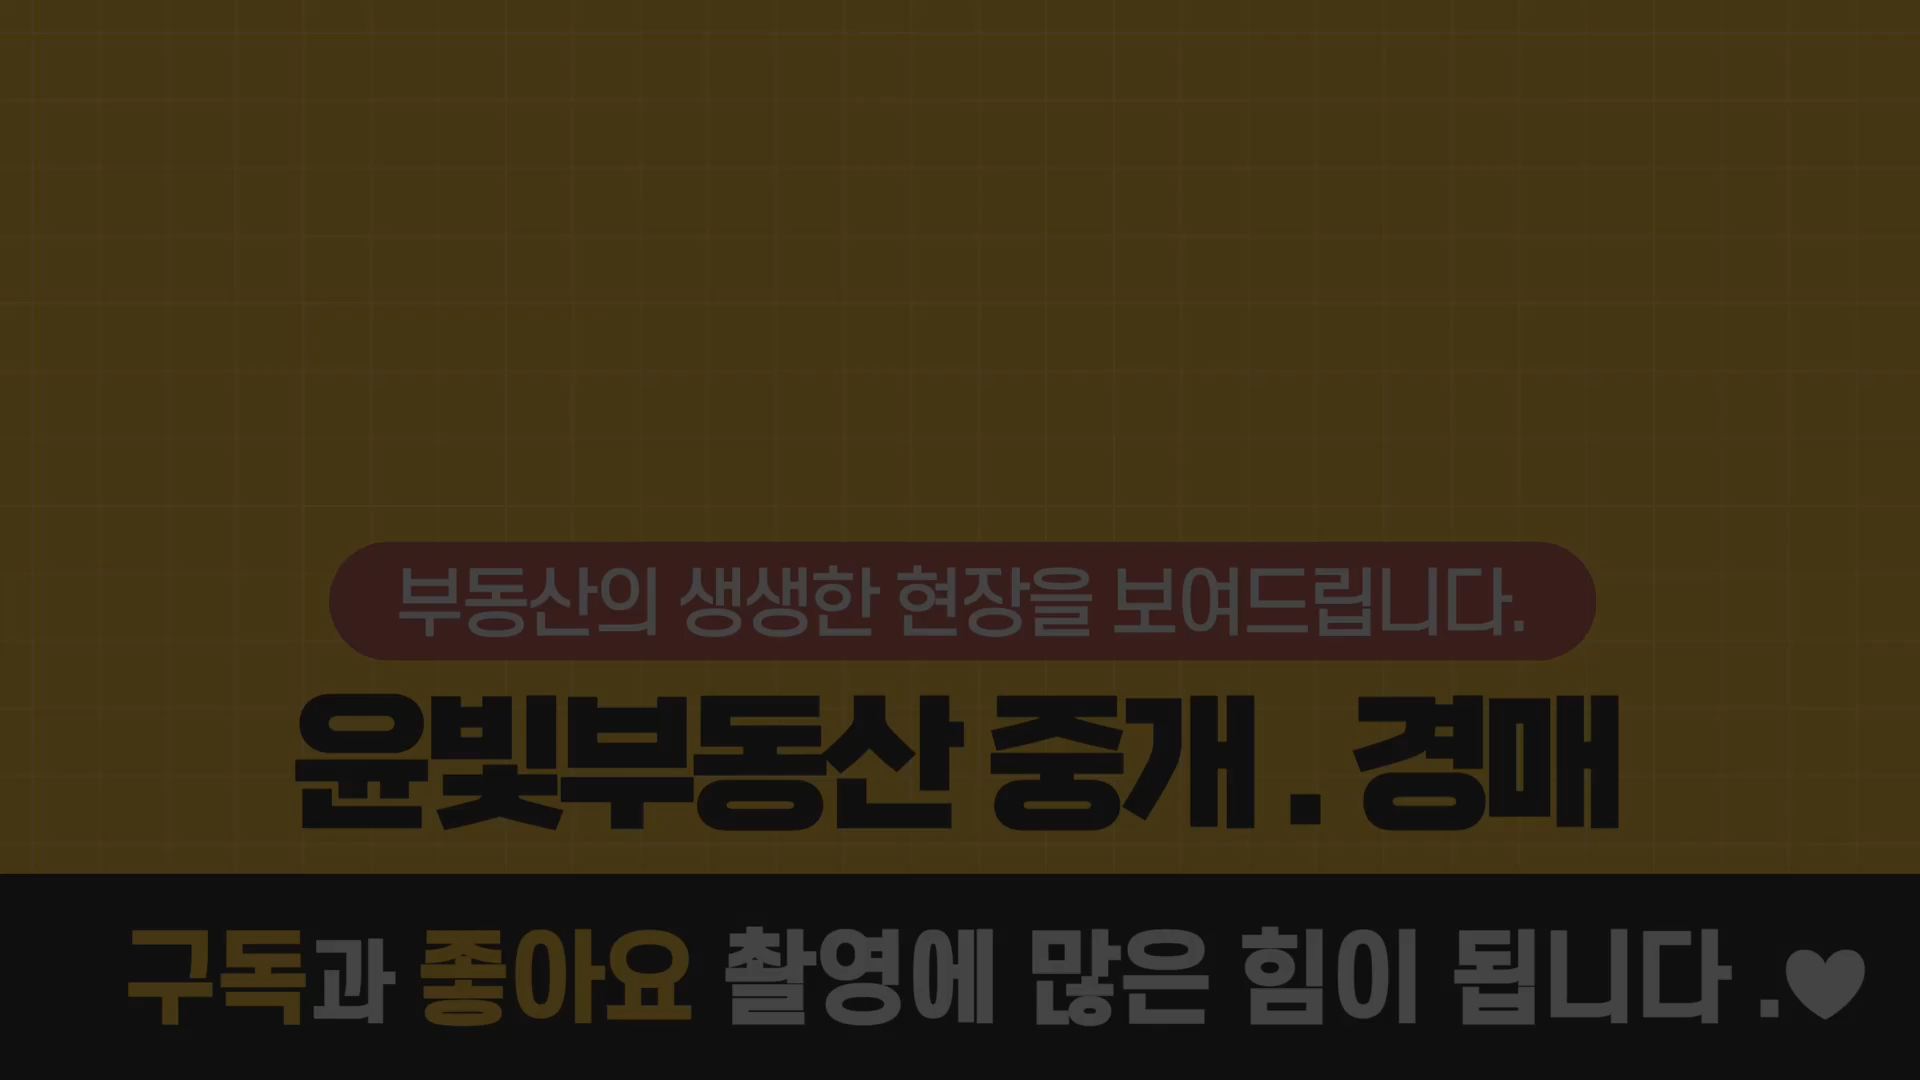 부동산의 생생한 현장을 보여드립니다.
윤빛부동산 중개 . 경매
구독과 좋아요 촬영에 많은 힘이 됩니다 .♥